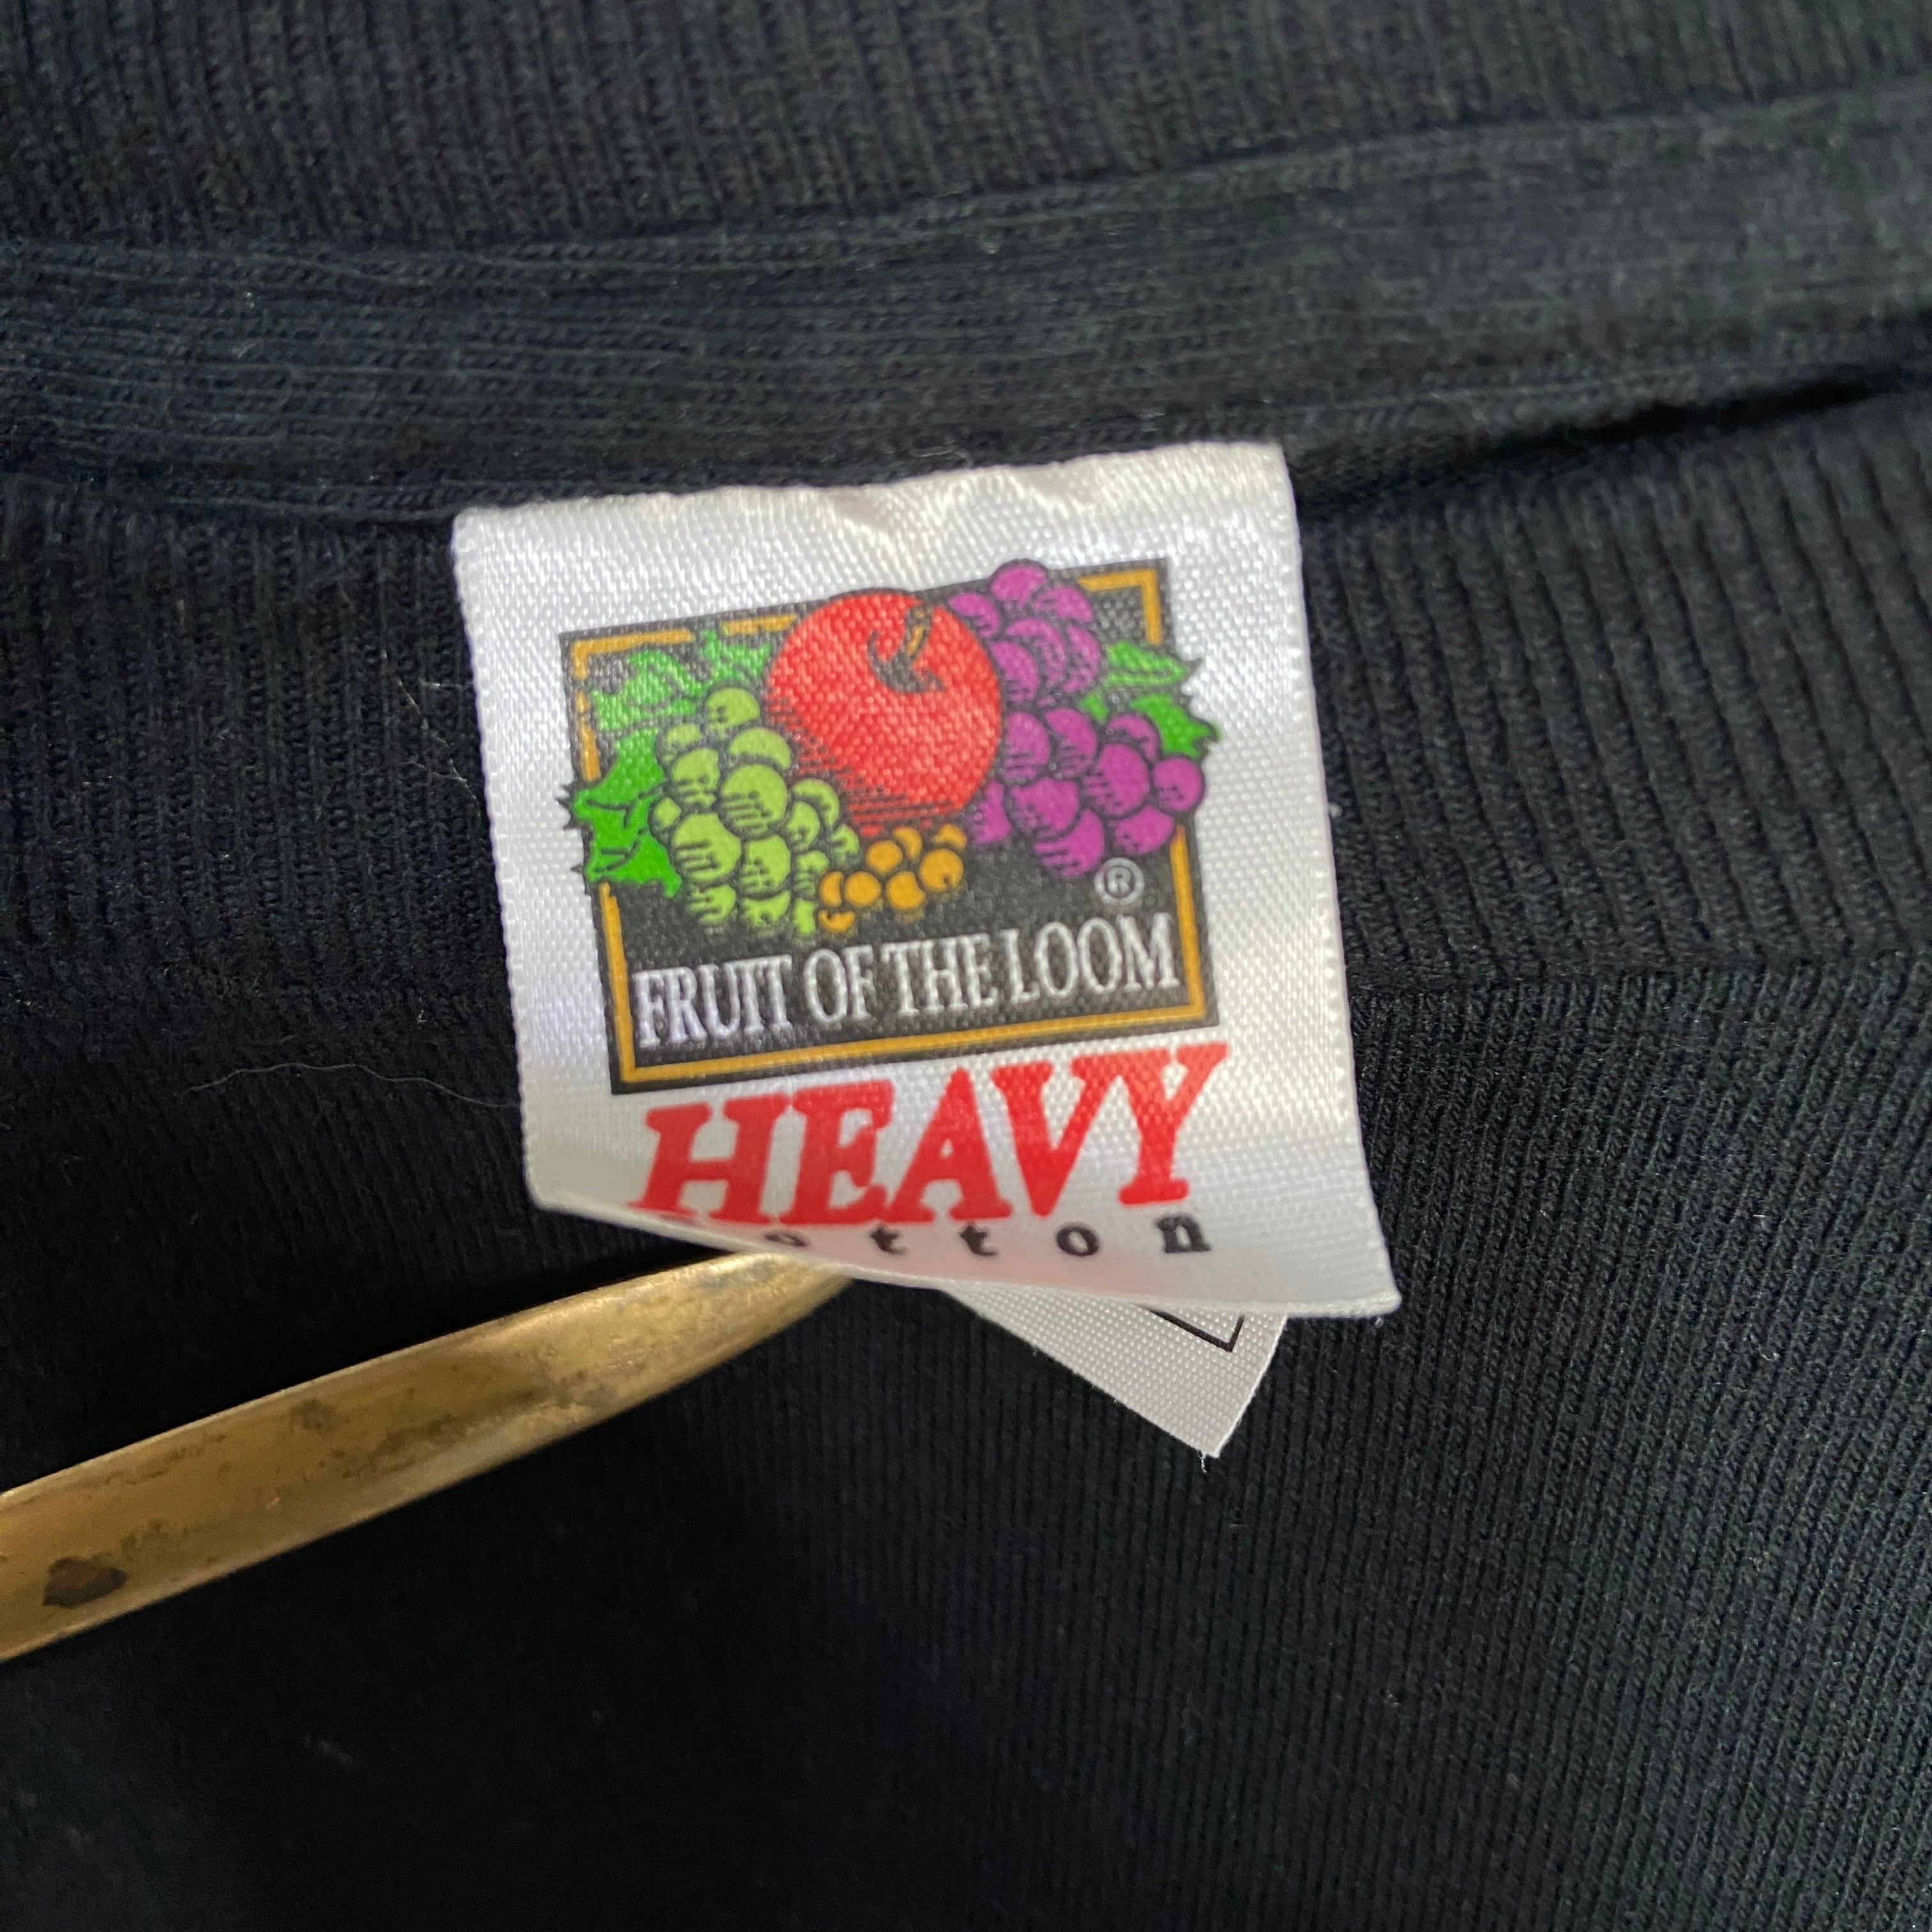 ®
FRUIT OF THE LOOM
HEAVY
cotton